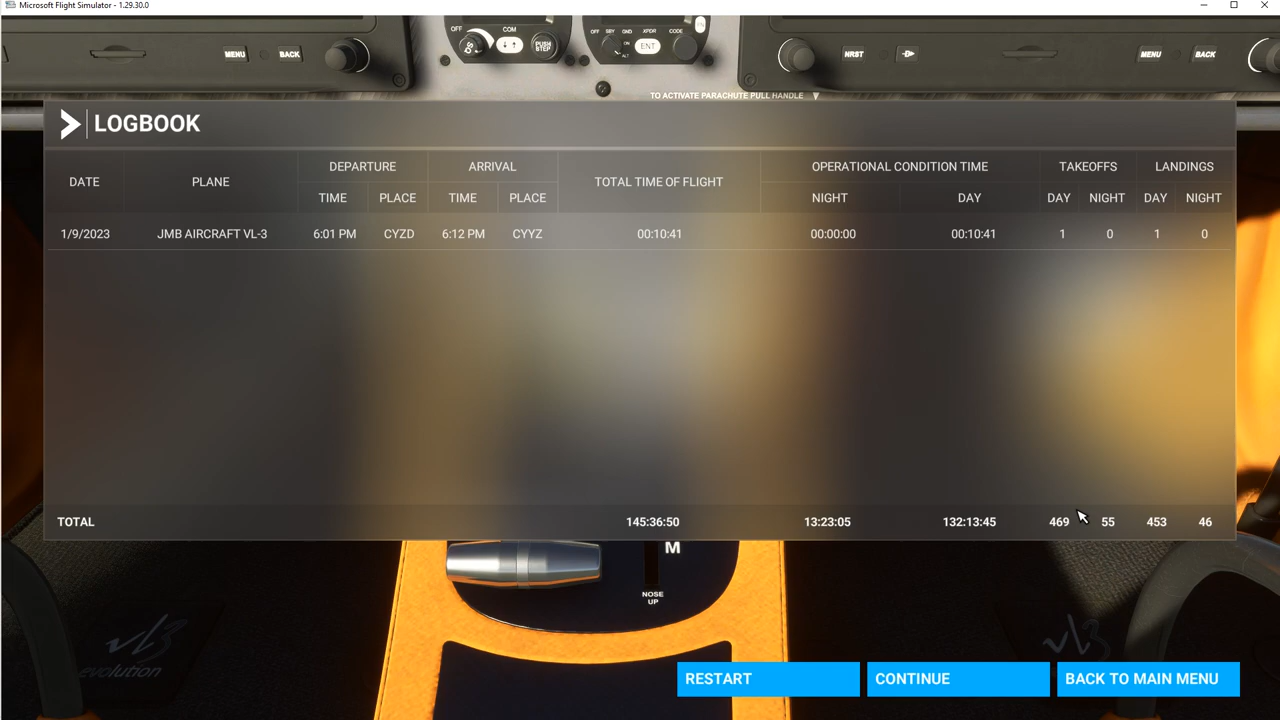 Microsoft Flight Simulator - 1.29.30.0
OFF COM
PUSH STEP
OFF SBY GND XPDR CODE
ON
ALT
ENT
MENU BACK
NRST
MENU BACK
TO ACTIVATE PARACHUTE PULL HANDLE
LOGBOOK
DATE PLANE DEPARTURE ARRIVAL TOTAL TIME OF FLIGHT OPERATIONAL CONDITION TIME TAKEOFFS LANDINGS
TIME PLACE TIME PLACE NIGHT DAY DAY NIGHT DAY NIGHT
1/9/2023 JMB AIRCRAFT VL-3 6:01 PM CYZD 6:12 PM CYYZ 00:10:41 00:00:00 00:10:41 1 0 1 0
TOTAL 145:36:50 13:23:05 132:13:45 469 55 453 46
M
NOSE
UP
vl3
evolution
vl3
RESTART CONTINUE BACK TO MAIN MENU